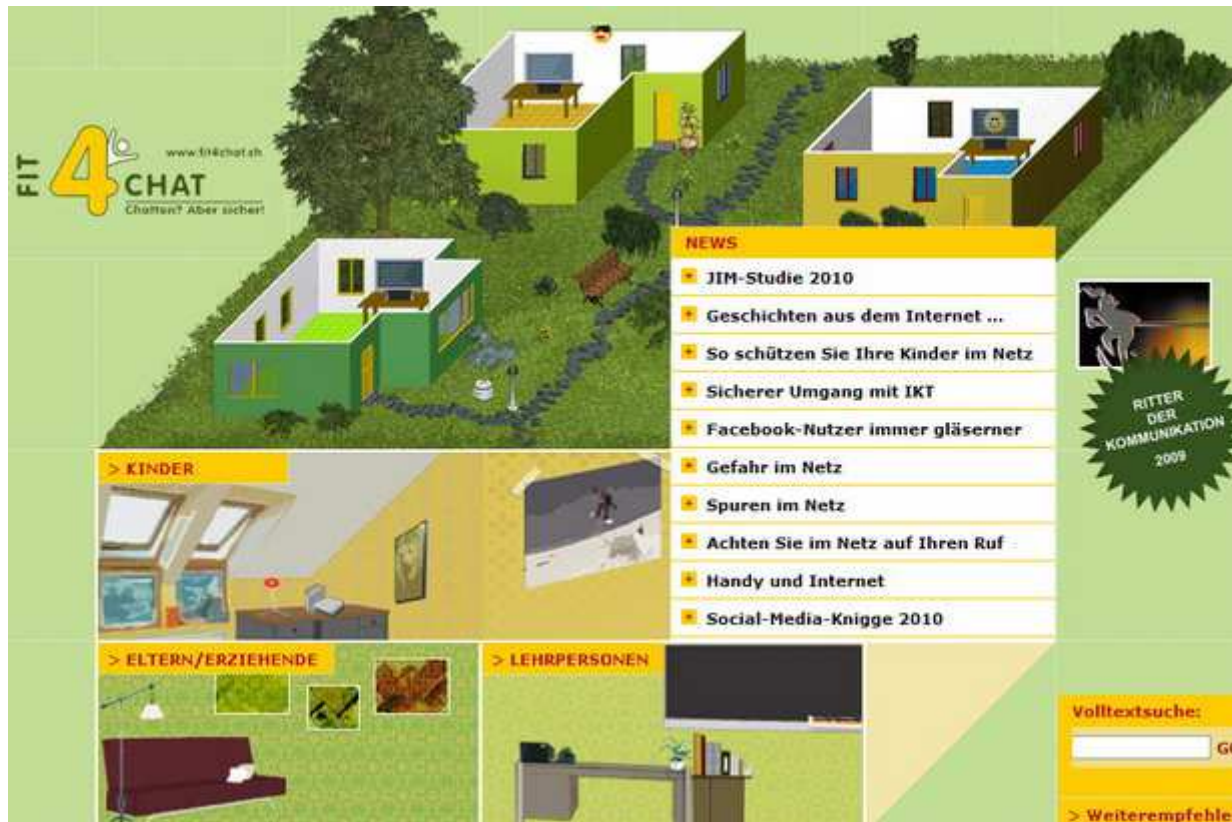 FIT
4
www.fit4chat.ch
CHAT
Chatten? Aber sicher!
NEWS
JIM-Studie 2010
Geschichten aus dem Internet ...
So schützen Sie Ihre Kinder im Netz
Sicherer Umgang mit IKT
Facebook-Nutzer immer gläserner
Gefahr im Netz
Spuren im Netz
Achten Sie im Netz auf Ihren Ruf
Handy und Internet
Social-Media-Knigge 2010
RITTER
DER
KOMMUNIKATION
2009
> KINDER
> ELTERN/ERZIEHENDE
> LEHRPERSONEN
Volltextsuche:
> Weiterempfehle